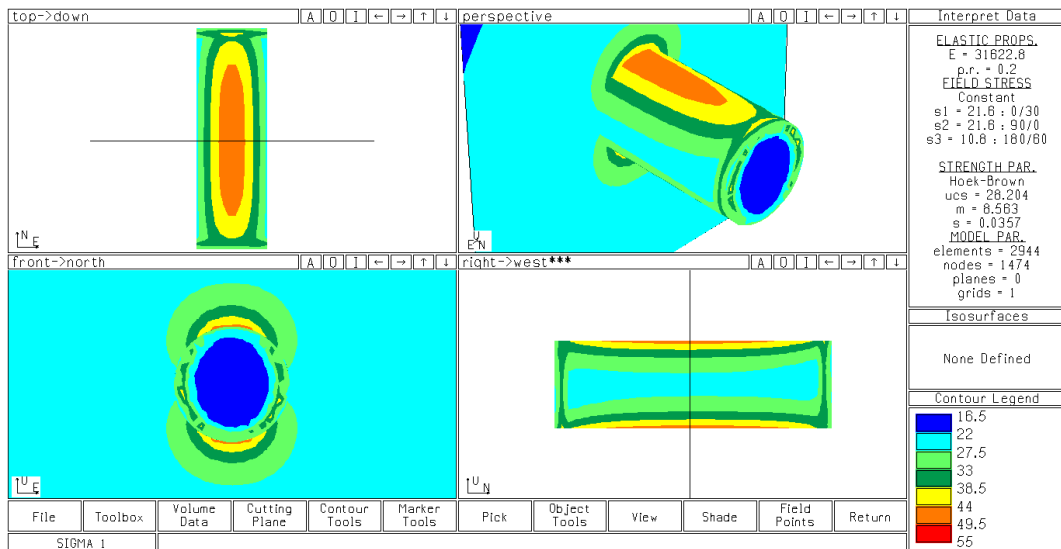 top->down
A O I ← → ↑ ↓
perspective
A O I ← → ↑ ↓
Interpret Data
N E
U
E N
ELASTIC PROPS.
E = 31622.8
p.r. = 0.2
FIELD STRESS
Constant
s1 = 21.6 : 0/30
s2 = 21.6 : 90/0
s3 = 10.8 : 180/60
STRENGTH PAR.
Hoek-Brown
ucs = 28.204
m = 8.563
s = 0.0357
MODEL PAR.
elements = 2944
nodes = 1474
planes = 0
grids = 1
front->north
A O I ← → ↑ ↓
right->west***
A O I ← → ↑ ↓
U E
U N
Isosurfaces
None Defined
Contour Legend
16.5
22
27.5
33
38.5
44
49.5
55
File
Toolbox
Volume
Data
Cutting
Plane
Contour
Tools
Marker
Tools
Pick
Object
Tools
View
Shade
Field
Points
Return
SIGMA 1